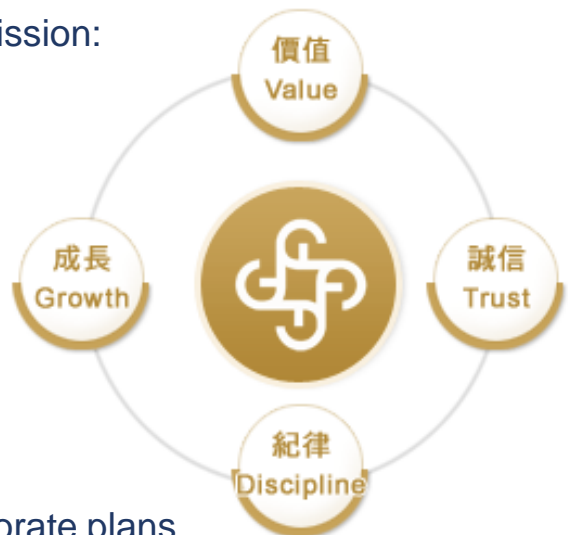 ission:
價值
Value
成長
Growth
誠信
Trust
紀律
Discipline
orate plans